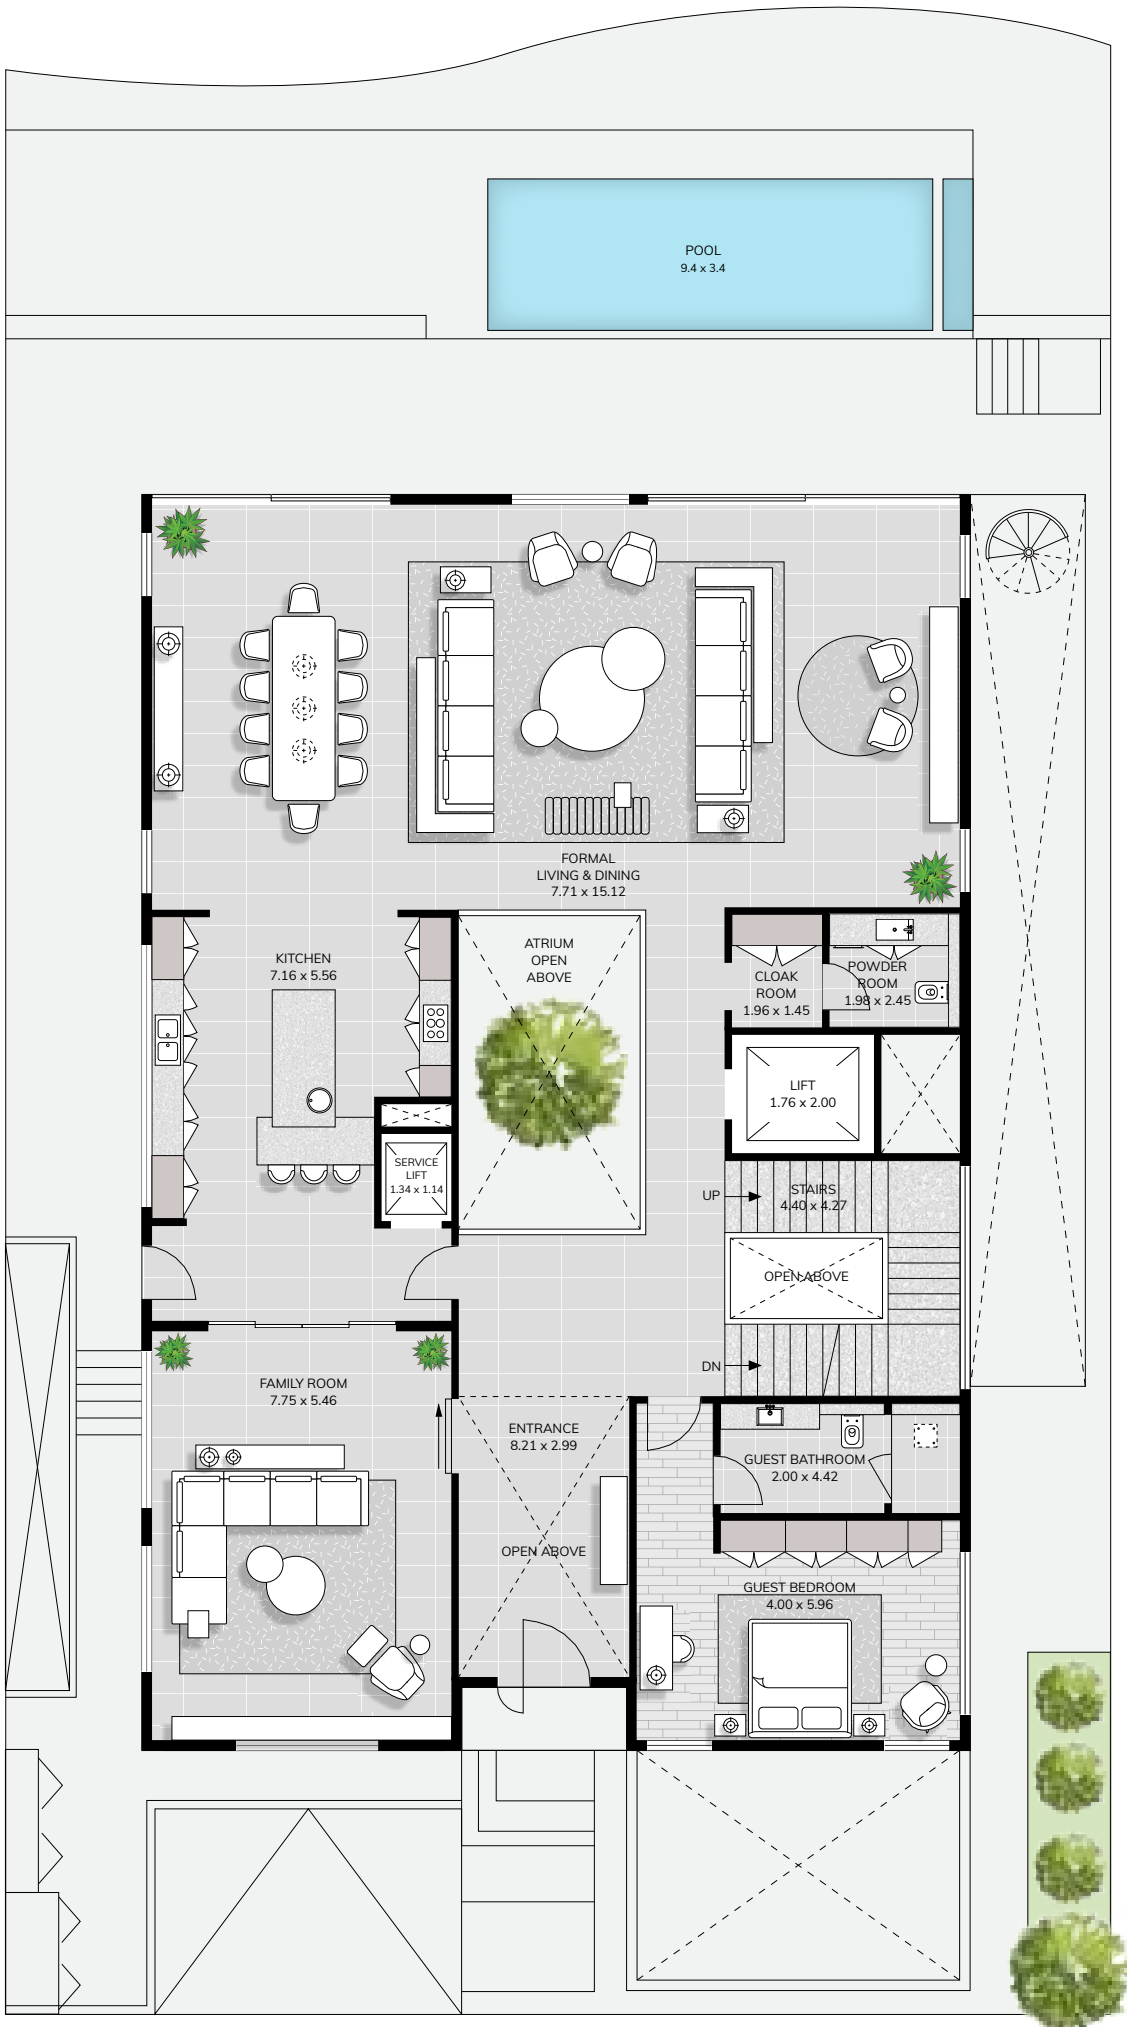 POOL
9.4 x 3.4
FORMAL
LIVING & DINING
7.71 x 15.12
ATRIUM
OPEN
ABOVE
KITCHEN
7.16 x 5.56
CLOAK
ROOM
1.96 x 1.45
POWDER
ROOM
1.98 x 2.45
LIFT
1.76 x 2.00
SERVICE
LIFT
1.34 x 1.14
UP
STAIRS
4.40 x 4.27
OPEN ABOVE
DN
FAMILY ROOM
7.75 x 5.46
ENTRANCE
8.21 x 2.99
GUEST BATHROOM
2.00 x 4.42
OPEN ABOVE
GUEST BEDROOM
4.00 x 5.96